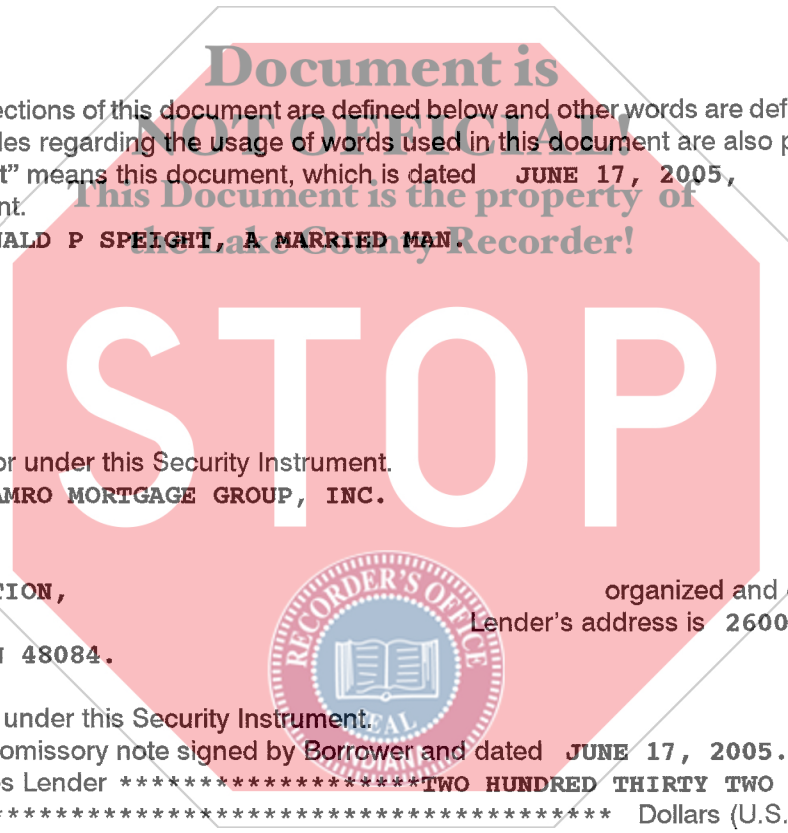 Document is
ections of this document are defined below and other words are def
NOT OFFICIAL!
les regarding the usage of words used in this document are also p
t” means this document, which is dated JUNE 17, 2005,
This Document is the property of
nt.
NALD P SPEIGHT, A MARRIED MAN.
the Lake County Recorder!
STOP
or under this Security Instrument.
AMRO MORTGAGE GROUP, INC.
TION,
organized and
Lender's address is 2600
48084.
RECORDER'S OFFICE
SEAL
INDIANA
under this Security Instrument.
omissory note signed by Borrower and dated JUNE 17, 2005.
es Lender *******************TWO HUNDRED THIRTY TWO
**************************************** Dollars (U.S.